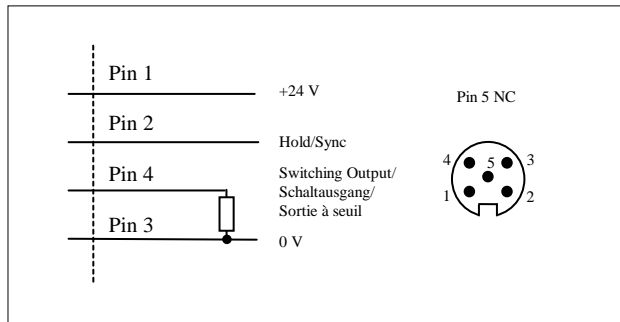 Pin 1
+24 V
Pin 2
Hold/Sync
Pin 4
Switching Output/
Schaltausgang/
Sortie à seuil
Pin 3
0 V
Pin 5 NC
4 5 3
1 2